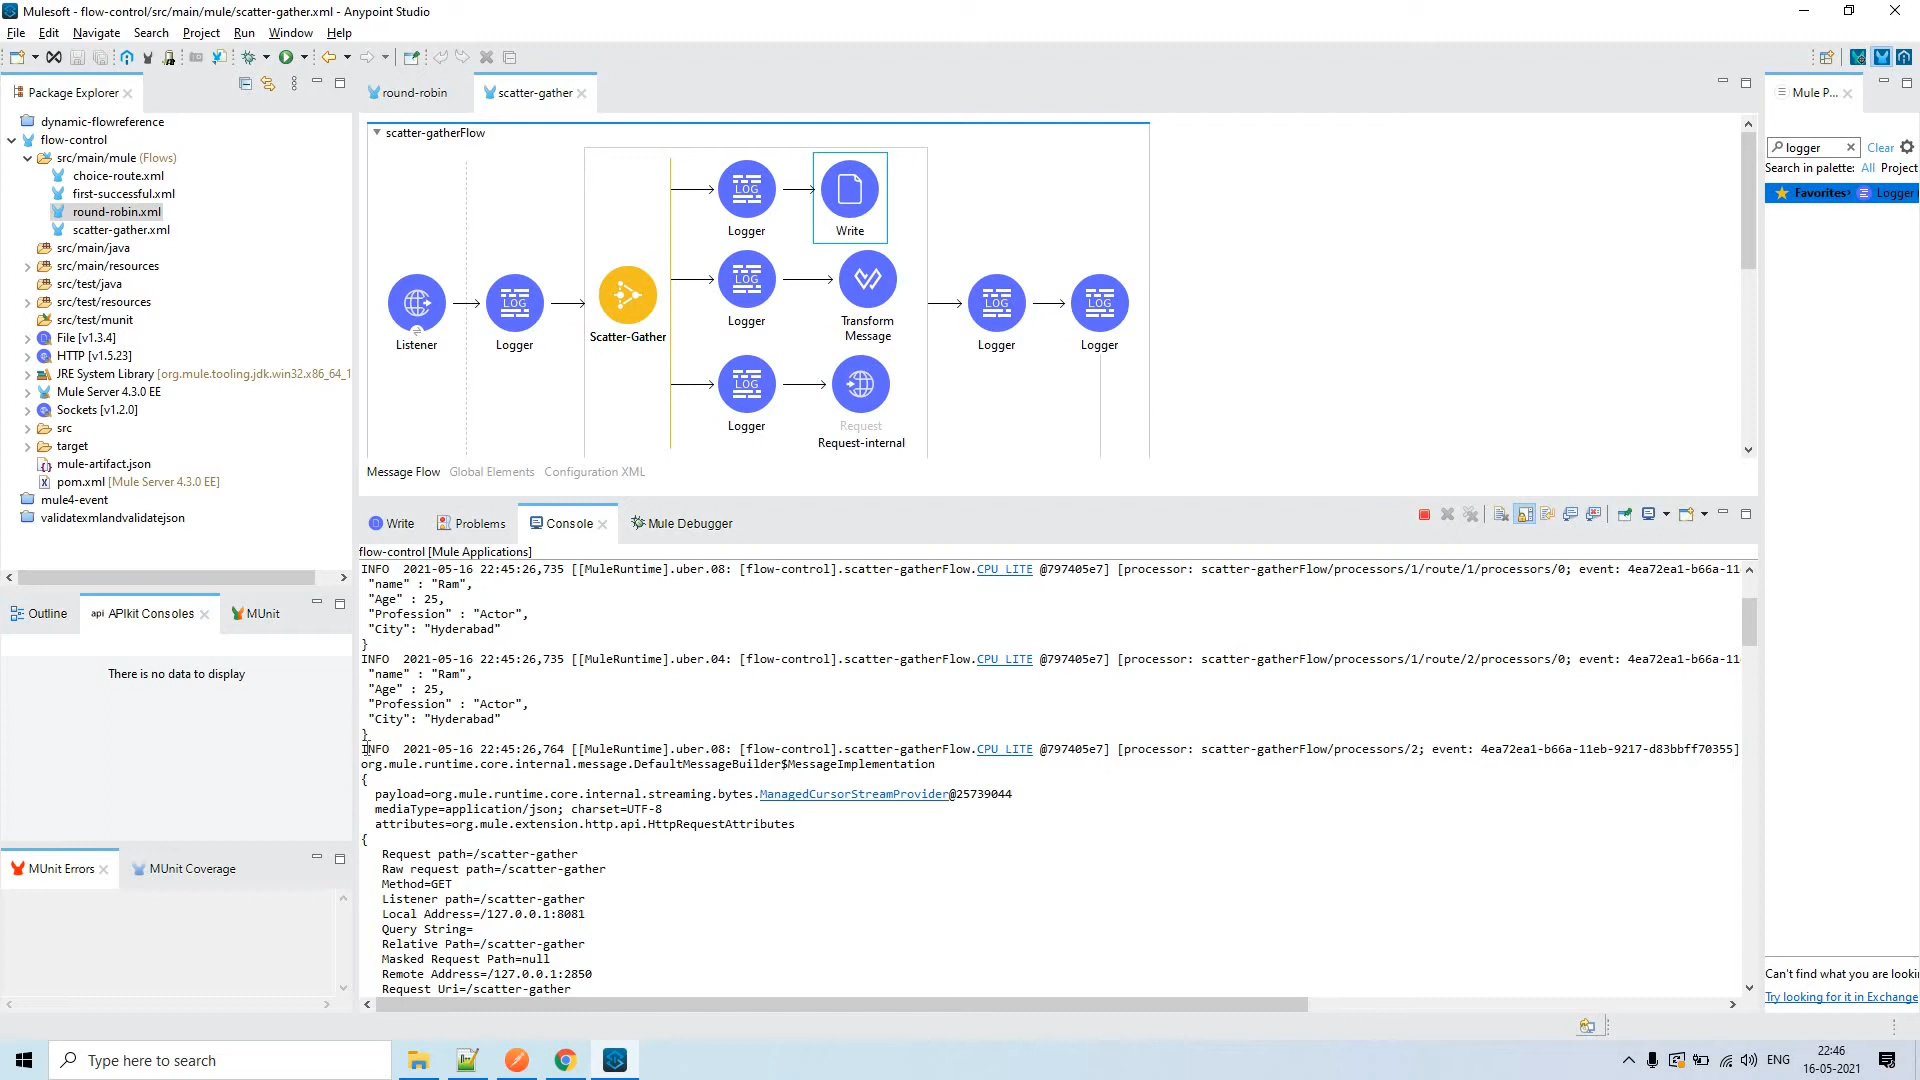 Mulesoft - flow-control/src/main/mule/scatter-gather.xml - Anypoint Studio
File Edit Navigate Search Project Run Window Help
Package Explorer
dynamic-flowreference
flow-control
src/main/mule (Flows)
choice-route.xml
first-successful.xml
round-robin.xml
scatter-gather.xml
src/main/java
src/main/resources
src/test/java
src/test/resources
src/test/munit
File [v1.3.4]
HTTP [v1.5.23]
JRE System Library [org.mule.tooling.jdk.win32.x86_64_1
Mule Server 4.3.0 EE
Sockets [v1.2.0]
src
target
mule-artifact.json
pom.xml [Mule Server 4.3.0 EE]
mule4-event
validatexmlandvalidatejson
Outline
api APIkit Consoles
MUnit
There is no data to display
MUnit Errors
MUnit Coverage
round-robin
scatter-gather
scatter-gatherFlow
LOG
Logger
Write
LOG
Logger
Transform
Message
Listener
LOG
Logger
Scatter-Gather
LOG
Logger
LOG
Logger
LOG
Logger
Request
Request-internal
Message Flow Global Elements Configuration XML
Write
Problems
Console
Mule Debugger
flow-control [Mule Applications]
INFO 2021-05-16 22:45:26,735 [[MuleRuntime].uber.08: [flow-control].scatter-gatherFlow.CPU_LITE @797405e7] [processor: scatter-gatherFlow/processors/1/route/1/processors/0; event: 4ea72ea1-b66a-11
"name" : "Ram",
"Age" : 25,
"Profession" : "Actor",
"City": "Hyderabad"
}
INFO 2021-05-16 22:45:26,735 [[MuleRuntime].uber.04: [flow-control].scatter-gatherFlow.CPU_LITE @797405e7] [processor: scatter-gatherFlow/processors/1/route/2/processors/0; event: 4ea72ea1-b66a-11
"name" : "Ram",
"Age" : 25,
"Profession" : "Actor",
"City": "Hyderabad"
}
INFO 2021-05-16 22:45:26,764 [[MuleRuntime].uber.08: [flow-control].scatter-gatherFlow.CPU_LITE @797405e7] [processor: scatter-gatherFlow/processors/2; event: 4ea72ea1-b66a-11eb-9217-d83bbff70355]
org.mule.runtime.core.internal.message.DefaultMessageBuilder$MessageImplementation
{
payload=org.mule.runtime.core.internal.streaming.bytes.ManagedCursorStreamProvider@25739044
mediaType=application/json; charset=UTF-8
attributes=org.mule.extension.http.api.HttpRequestAttributes
{
Request path=/scatter-gather
Raw request path=/scatter-gather
Method=GET
Listener path=/scatter-gather
Local Address=/127.0.0.1:8081
Query String=
Relative Path=/scatter-gather
Masked Request Path=null
Remote Address=/127.0.0.1:2850
Request Uri=/scatter-gather
Mule P...
logger
Clear
Search in palette: All Project
Favorites
Logger
Can't find what you are looki
Try looking for it in Exchange
Type here to search
ENG
22:46
16-05-2021